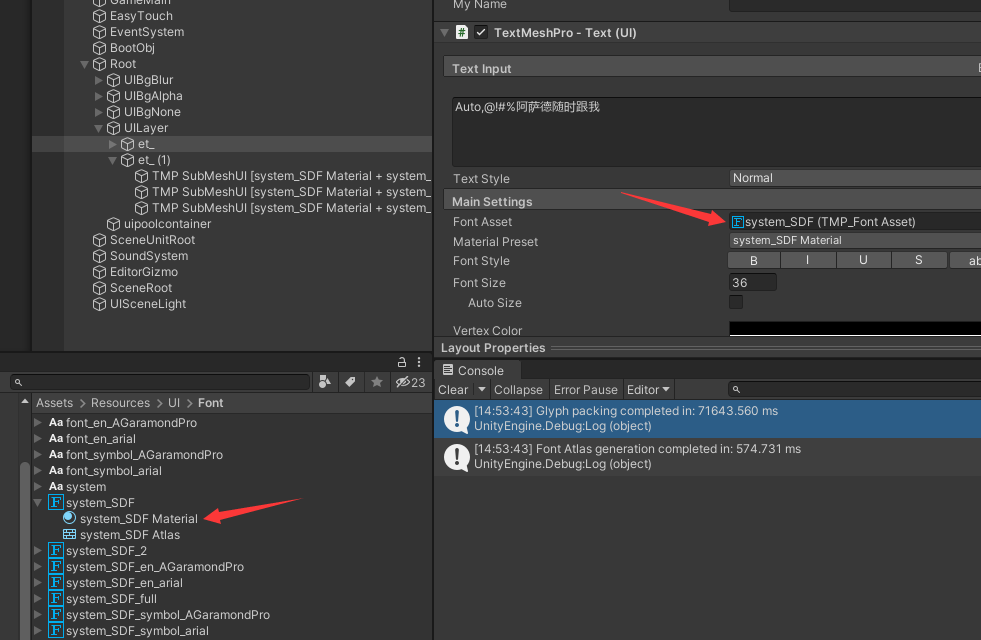 GameMain
EasyTouch
EventSystem
BootObj
Root
UIBgBlur
UIBgAlpha
UIBgNone
UILayer
et_
et_ (1)
TMP SubMeshUI [system_SDF Material + system_
TMP SubMeshUI [system_SDF Material + system_
TMP SubMeshUI [system_SDF Material + system_
uipoolcontainer
SceneUnitRoot
SoundSystem
EditorGizmo
SceneRoot
UISceneLight
My Name
# TextMeshPro - Text (UI)
Text Input
Auto,@!#%阿萨德随时跟我
Text Style Normal
Main Settings
Font Asset F system_SDF (TMP_Font Asset)
Material Preset system_SDF Material
Font Style B I U S ab
Font Size 36
Auto Size
Vertex Color
Layout Properties
23
Assets > Resources > UI > Font
Aa font_en_AGaramondPro
Aa font_en_arial
Aa font_symbol_AGaramondPro
Aa font_symbol_arial
Aa system
F system_SDF
system_SDF Material
system_SDF Atlas
F system_SDF_2
F system_SDF_en_AGaramondPro
F system_SDF_en_arial
F system_SDF_full
F system_SDF_symbol_AGaramondPro
F system_SDF_symbol_arial
Console
Clear Collapse Error Pause Editor
[14:53:43] Glyph packing completed in: 71643.560 ms
UnityEngine.Debug:Log (object)
[14:53:43] Font Atlas generation completed in: 574.731 ms
UnityEngine.Debug:Log (object)